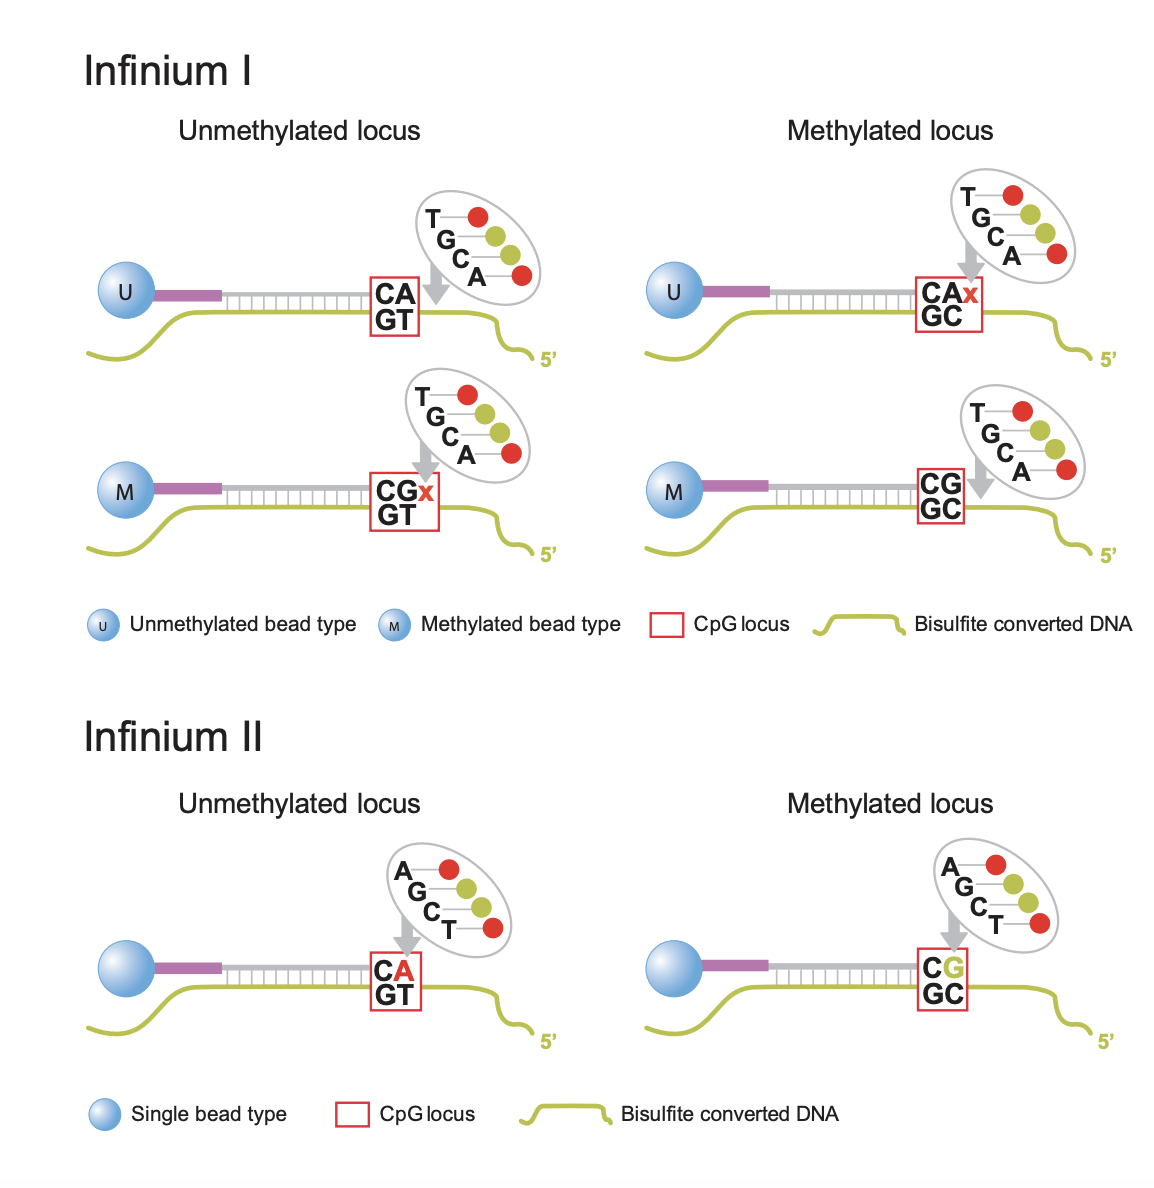 Infinium I
Unmethylated locus
Methylated locus
T
G
C
A
U
CA
GT
5’
T
G
C
A
U
CAx
GC
5’
T
G
C
A
M
CGx
GT
5’
T
G
C
A
M
CG
GC
5’
U Unmethylated bead type M Methylated bead type CpG locus Bisulfite converted DNA
Infinium II
Unmethylated locus
Methylated locus
A
G
C
T
CA
GT
5’
A
G
C
T
CG
GC
5’
Single bead type CpG locus Bisulfite converted DNA